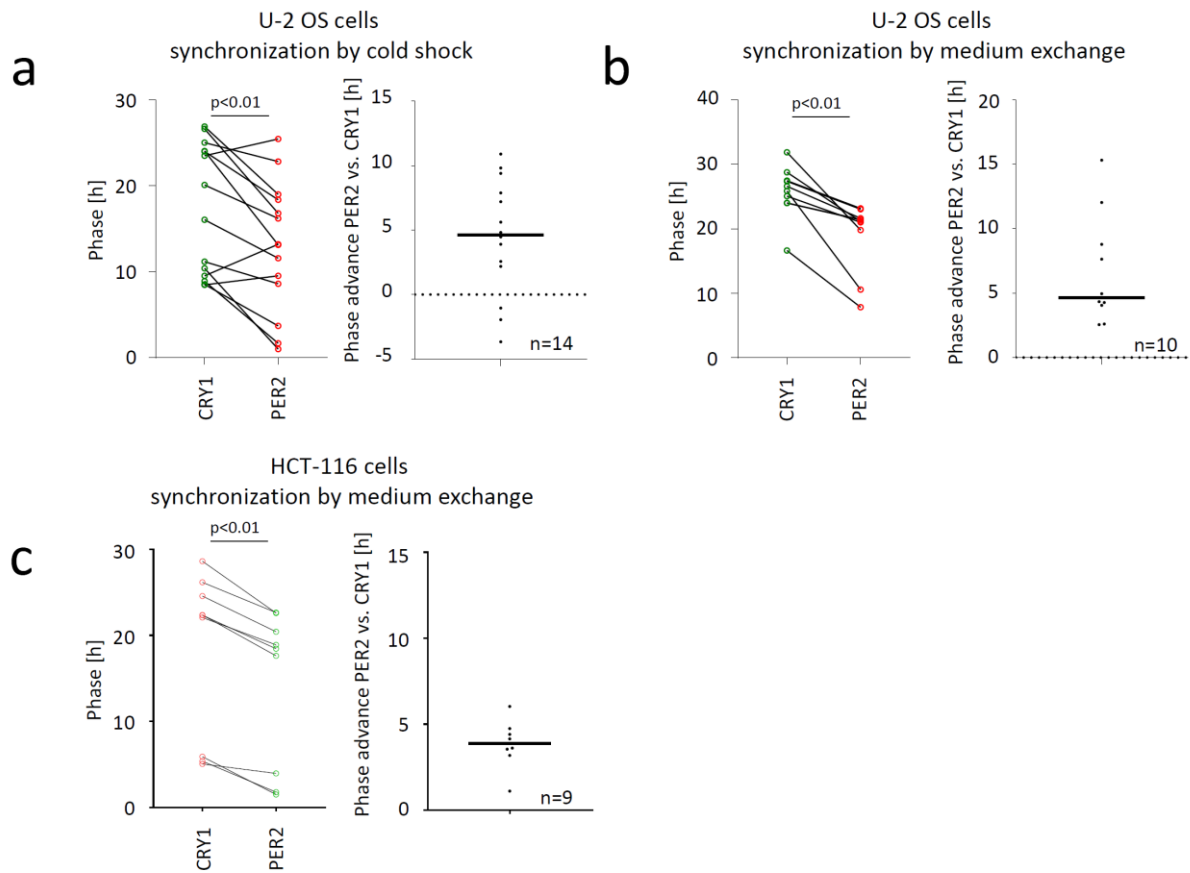 a
U-2 OS cells
synchronization by cold shock
Phase [h]
30
20
10
0
p<0.01
CRY1
PER2
Phase advance PER2 vs. CRY1 [h]
15
10
5
0
-5
n=14
b
U-2 OS cells
synchronization by medium exchange
Phase [h]
40
30
20
10
0
p<0.01
CRY1
PER2
Phase advance PER2 vs. CRY1 [h]
20
15
10
5
0
n=10
c
HCT-116 cells
synchronization by medium exchange
Phase [h]
30
20
10
0
p<0.01
CRY1
PER2
Phase advance PER2 vs. CRY1 [h]
15
10
5
0
n=9